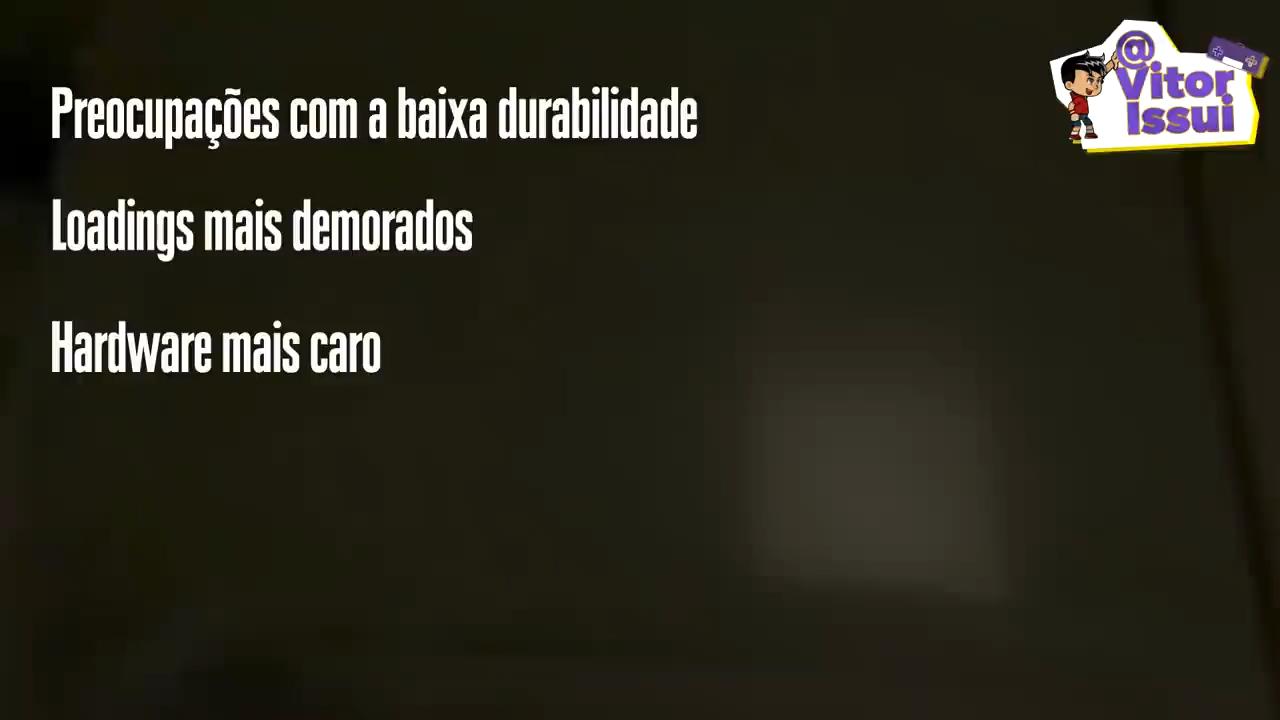 Preocupações com a baixa durabilidade
Loadings mais demorados
Hardware mais caro
@
Vitor
Issui